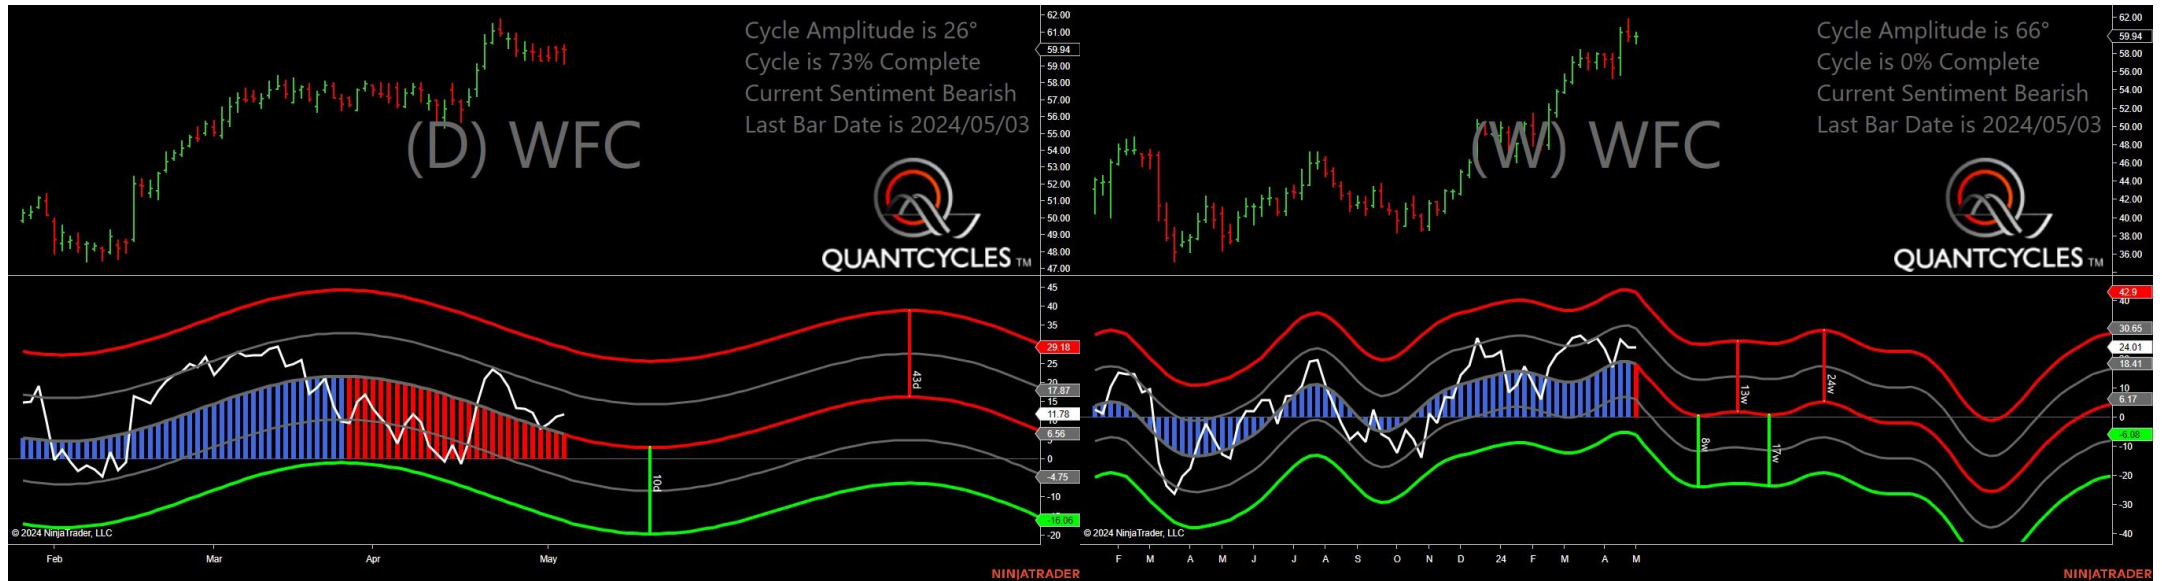 Cycle Amplitude is 26°
Cycle is 73% Complete
Current Sentiment Bearish
Last Bar Date is 2024/05/03
(D) WFC
QUANTCYCLES TM
62.00
61.00
59.94
59.00
58.00
57.00
56.00
55.00
54.00
53.00
52.00
51.00
50.00
49.00
48.00
47.00
45
40
35
29.18
25
20
17.87
15
11.78
6.56
0
-4.75
-10
-16.06
-20
43d
10d
© 2024 NinjaTrader, LLC
Feb Mar Apr May
NINJATRADER
Cycle Amplitude is 66°
Cycle is 0% Complete
Current Sentiment Bearish
Last Bar Date is 2024/05/03
(W) WFC
QUANTCYCLES TM
62.00
59.94
58.00
56.00
54.00
52.00
50.00
48.00
46.00
44.00
42.00
40.00
38.00
36.00
42.9
40
30.65
24.01
18.41
10
6.17
0
-6.08
-10
-20
-30
-40
13w
24w
8w
17w
© 2024 NinjaTrader, LLC
F M A M J J A S O N D 24 F M A M
NINJATRADER